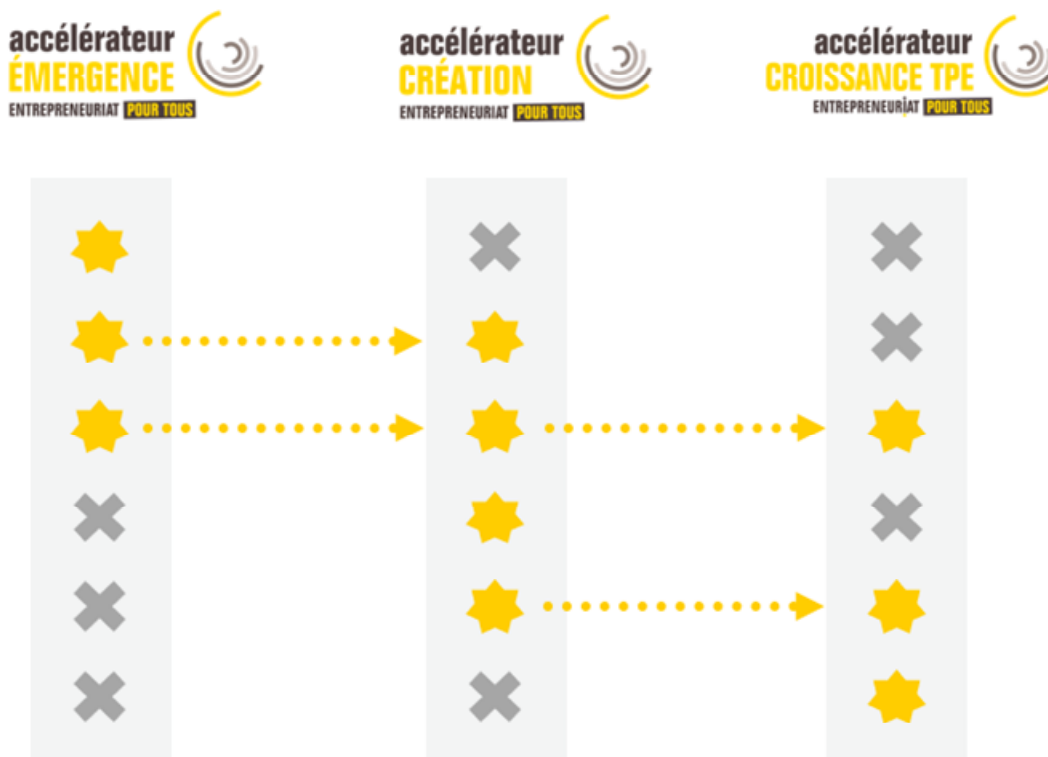 accélérateur
ÉMERGENCE
ENTREPRENEURIAT POUR TOUS
accélérateur
CRÉATION
ENTREPRENEURIAT POUR TOUS
accélérateur
CROISSANCE TPE
ENTREPRENEURIAT POUR TOUS